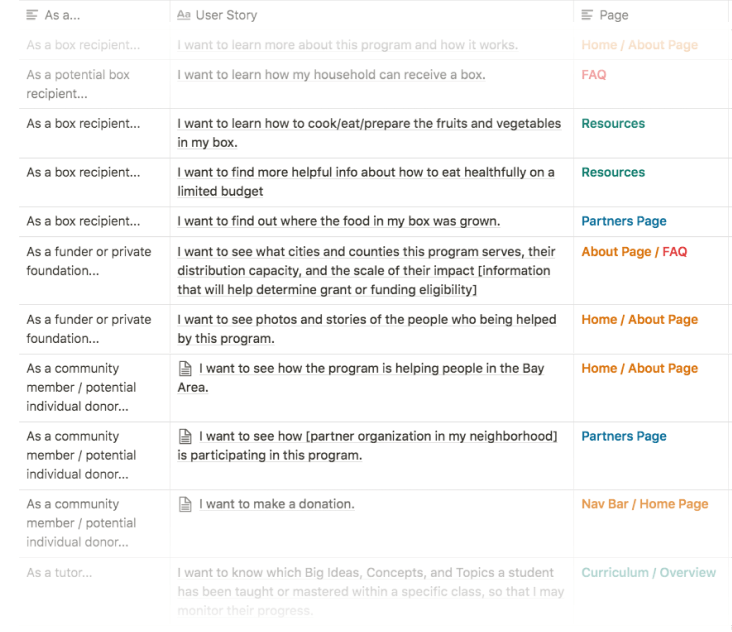 As a... Aa User Story Page
As a box recipient... I want to learn more about this program and how it works. Home / About Page
As a potential box I want to learn how my household can receive a box. FAQ
recipient...
As a box recipient... I want to learn how to cook/eat/prepare the fruits and vegetables Resources
in my box.
As a box recipient... I want to find more helpful info about how to eat healthfully on a Resources
limited budget
As a box recipient... I want to find out where the food in my box was grown. Partners Page
As a funder or private I want to see what cities and counties this program serves, their About Page / FAQ
foundation... distribution capacity, and the scale of their impact [information
that will help determine grant or funding eligibility]
As a funder or private I want to see photos and stories of the people who being helped Home / About Page
foundation... by this program.
As a community I want to see how the program is helping people in the Bay Home / About Page
member / potential Area.
individual donor...
As a community I want to see how [partner organization in my neighborhood] Partners Page
member / potential is participating in this program.
individual donor...
As a community I want to make a donation. Nav Bar / Home Page
member / potential
individual donor...
As a tutor... I want to know which Big Ideas, Concepts, and Topics a student Curriculum / Overview
has been taught or mastered within a specific class, so that I may
monitor their progress.